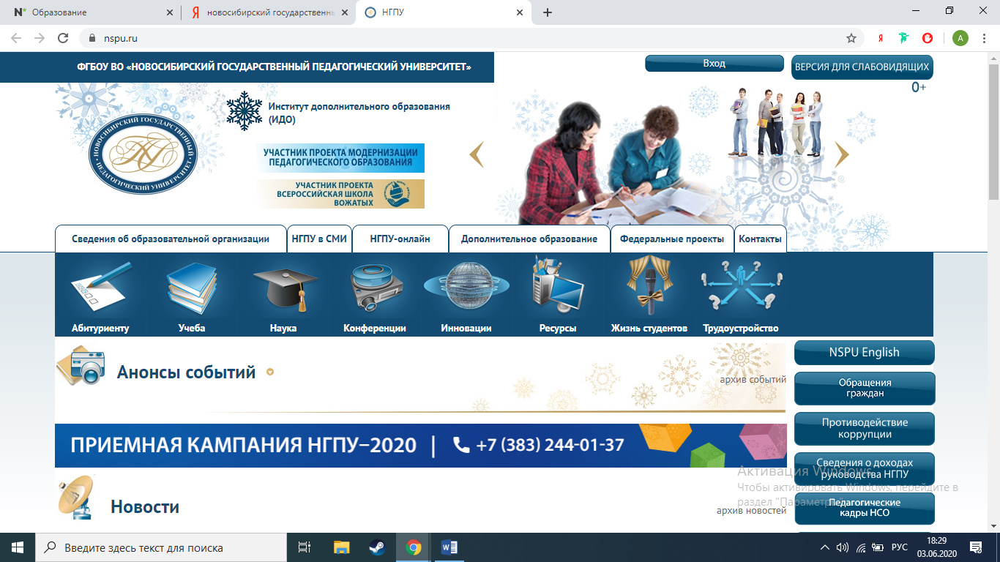 Образование
новосибирский государственн
НГПУ
nspu.ru
ФГБОУ ВО «НОВОСИБИРСКИЙ ГОСУДАРСТВЕННЫЙ ПЕДАГОГИЧЕСКИЙ УНИВЕРСИТЕТ»
Вход
ВЕРСИЯ ДЛЯ СЛАБОВИДЯЩИХ
0+
НОВОСИБИРСКИЙ ГОСУДАРСТВЕННЫЙ
ПЕДАГОГИЧЕСКИЙ УНИВЕРСИТЕТ
Институт дополнительного образования
(ИДО)
УЧАСТНИК ПРОЕКТА МОДЕРНИЗАЦИИ
ПЕДАГОГИЧЕСКОГО ОБРАЗОВАНИЯ
УЧАСТНИК ПРОЕКТА
ВСЕРОССИЙСКАЯ ШКОЛА
ВОЖАТЫХ
Сведения об образовательной организации
НГПУ в СМИ
НГПУ-онлайн
Дополнительное образование
Федеральные проекты
Контакты
Абитуриенту
Учеба
Наука
Конференции
Инновации
Ресурсы
Жизнь студентов
Трудоустройство
Анонсы событий
архив событий
ПРИЕМНАЯ КАМПАНИЯ НГПУ–2020 | +7 (383) 244-01-37
Новости
архив новостей
NSPU English
Обращения
граждан
Противодействие
коррупции
Сведения о доходах
руководства НГПУ
Педагогические
кадры НСО
Активация Windows
Чтобы активировать Windows, перейдите в
раздел "Параметры".
Введите здесь текст для поиска
РУС
18:29
03.06.2020